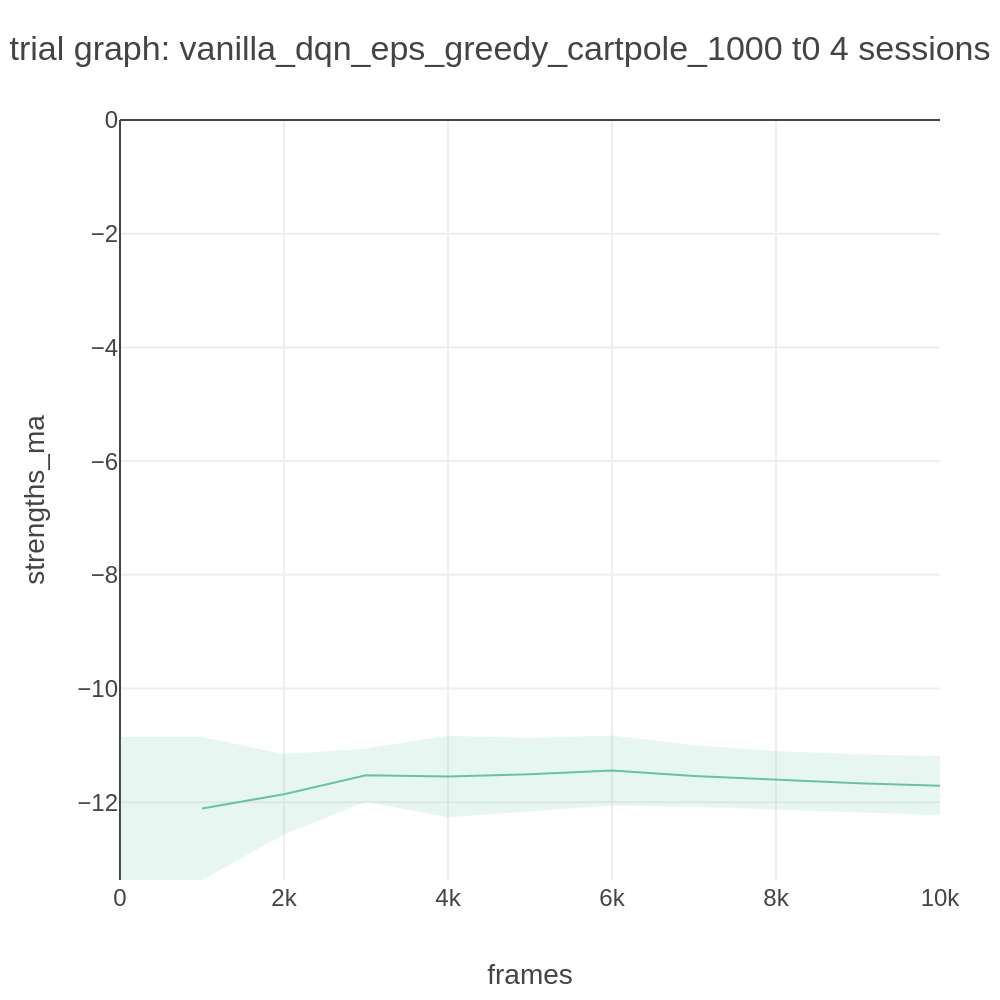 trial graph: vanilla_dqn_eps_greedy_cartpole_1000 t0 4 sessions
0
−2
−4
−6
−8
−10
−12
strengths_ma
0 2k 4k 6k 8k 10k
frames